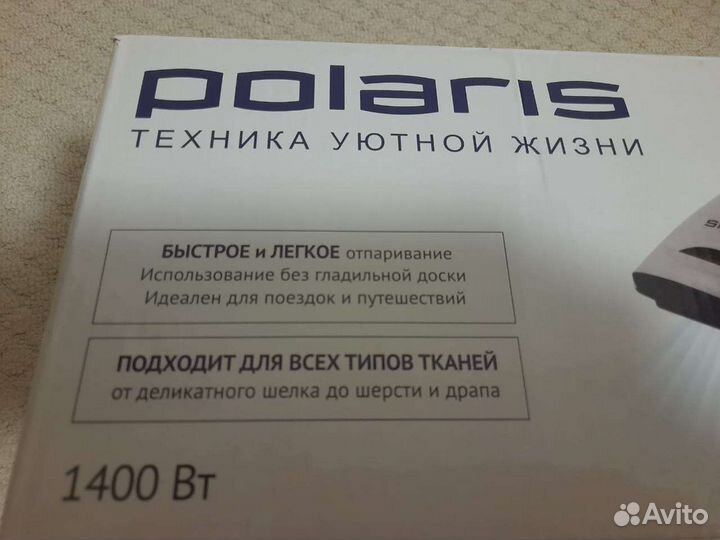 polaris
ТЕХНИКА УЮТНОЙ ЖИЗНИ
БЫСТРОЕ и ЛЕГКОЕ отпаривание
Использование без гладильной доски
Идеален для поездок и путешествий
ПОДХОДИТ ДЛЯ ВСЕХ ТИПОВ ТКАНЕЙ
от деликатного шелка до шерсти и драпа
1400 Вт
Avito